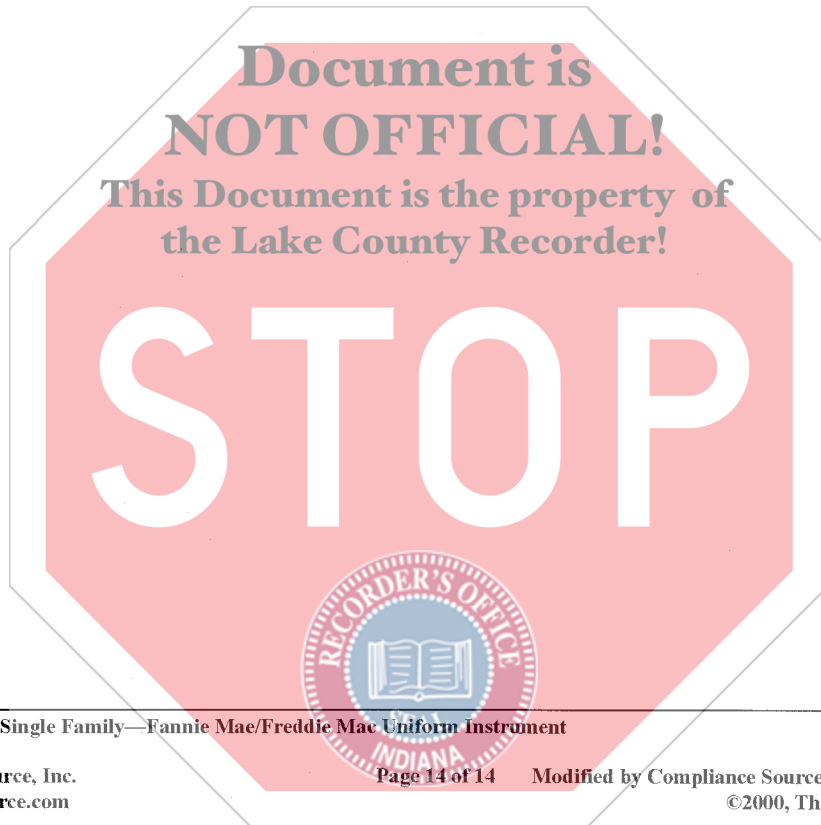 Document is
NOT OFFICIAL!
This Document is the property of
the Lake County Recorder!
STOP
RECORDER'S OFFICE
SEAL
INDIANA
Single Family—Fannie Mae/Freddie Mac Uniform Instrument
rce, Inc. Page 14 of 14 Modified by Compliance Source
rce.com ©2000, Th